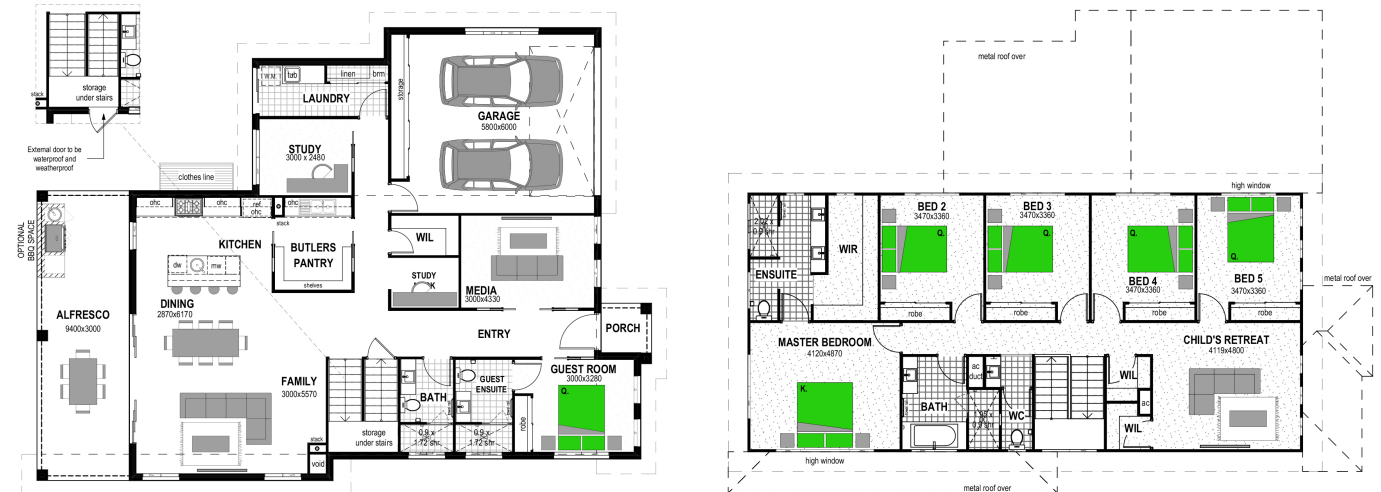 storage
under stairs
stack
External door to be
waterproof and
weatherproof
clothes line
W.M
tab
linen
brm
LAUNDRY
storage
GARAGE
5800x6000
STUDY
3000 x 2480
OPTIONAL
BBQ SPACE
ohc
ohc
ref
ohc
ohc
stack
KITCHEN
BUTLERS
PANTRY
shelves
dw
mw
WIL
STUDY
MEDIA
3000x4330
DINING
2870x6170
ALFRESCO
9400x3000
ENTRY
PORCH
FAMILY
3000x5570
BATH
GUEST
ENSUITE
GUEST ROOM
3000x3280
Q.
robe
storage
under stairs
0.9 x
1.72 shr
0.9 x
1.72 shr
stack
void
metal roof over
high window
BED 2
3470x3360
Q.
BED 3
3470x3360
Q.
Q.
BED 4
3470x3360
Q.
BED 5
3470x3360
ENSUITE
WIR
robe
robe
robe
robe
metal roof over
MASTER BEDROOM
4120x4870
K.
CHILD'S RETREAT
4119x4800
ac
duct
BATH
WC
WIL
ac
WIL
high window
metal roof over